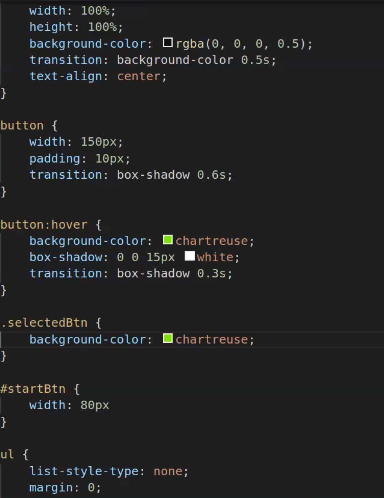 width: 100%;
height: 100%;
background-color: rgba(0, 0, 0, 0.5);
transition: background-color 0.5s;
text-align: center;
}
button {
width: 150px;
padding: 10px;
transition: box-shadow 0.6s;
}
button:hover {
background-color: chartreuse;
box-shadow: 0 0 15px white;
transition: box-shadow 0.3s;
}
.selectedBtn {
background-color: chartreuse;
}
#startBtn {
width: 80px
}
ul {
list-style-type: none;
margin: 0;